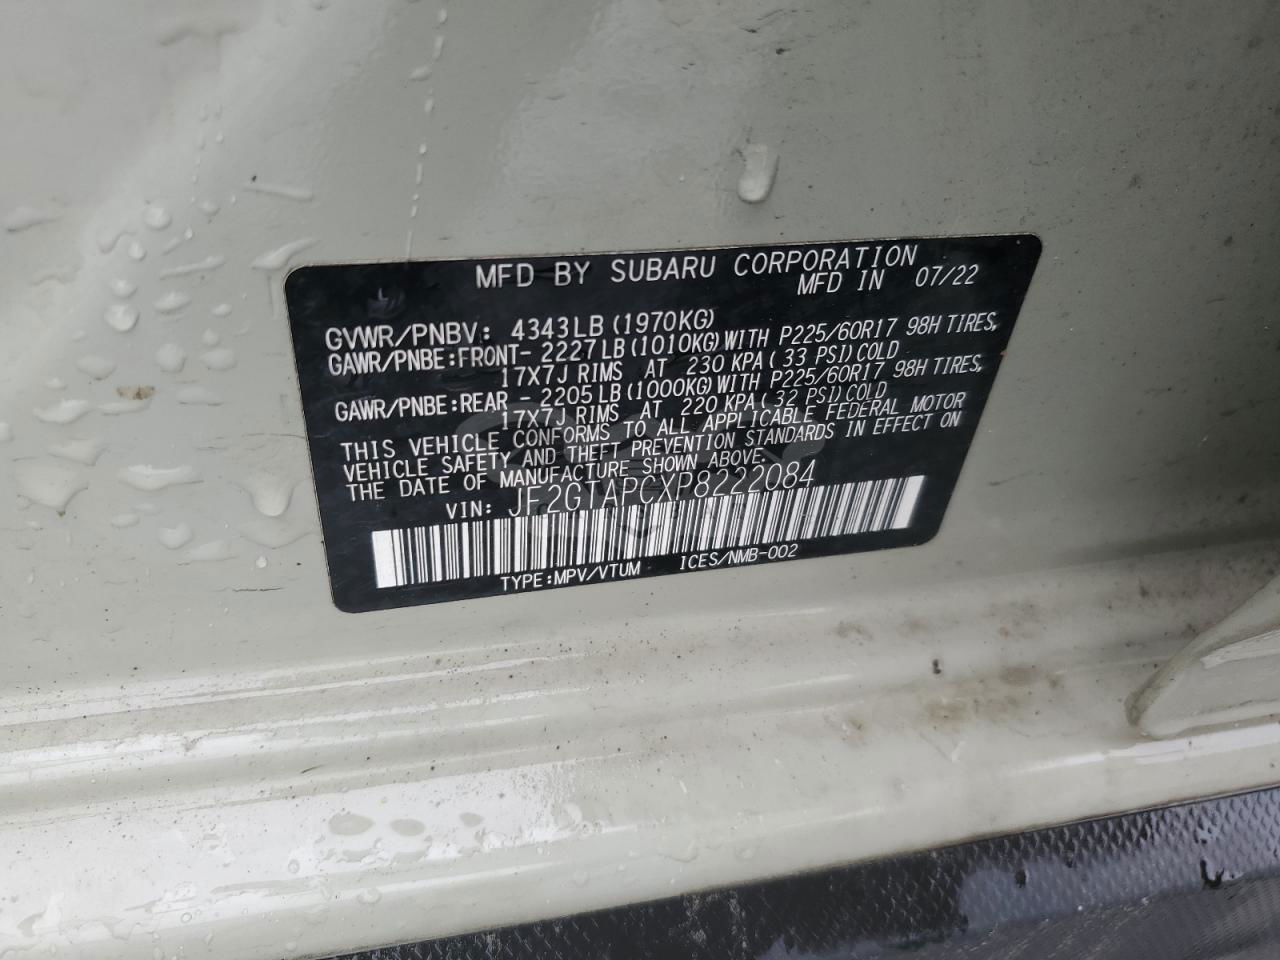 MFD BY SUBARU CORPORATION
MFD IN 07/22
GVWR/PNBV: 4343LB (1970KG)
GAWR/PNBE:FRONT- 2227LB (1010KG) WITH P225/60R17 98H TIRES,
17X7J RIMS AT 230 KPA (33 PSI) COLD
GAWR/PNBE:REAR - 2205LB (1000KG) WITH P225/60R17 98H TIRES,
17X7J RIMS AT 220 KPA (32 PSI) COLD
THIS VEHICLE CONFORMS TO ALL APPLICABLE FEDERAL MOTOR
VEHICLE SAFETY AND THEFT PREVENTION STANDARDS IN EFFECT ON
THE DATE OF MANUFACTURE SHOWN ABOVE.
VIN: JF2GTAPCXP8222084
TYPE:MPV/VTUM ICES/NMB-002